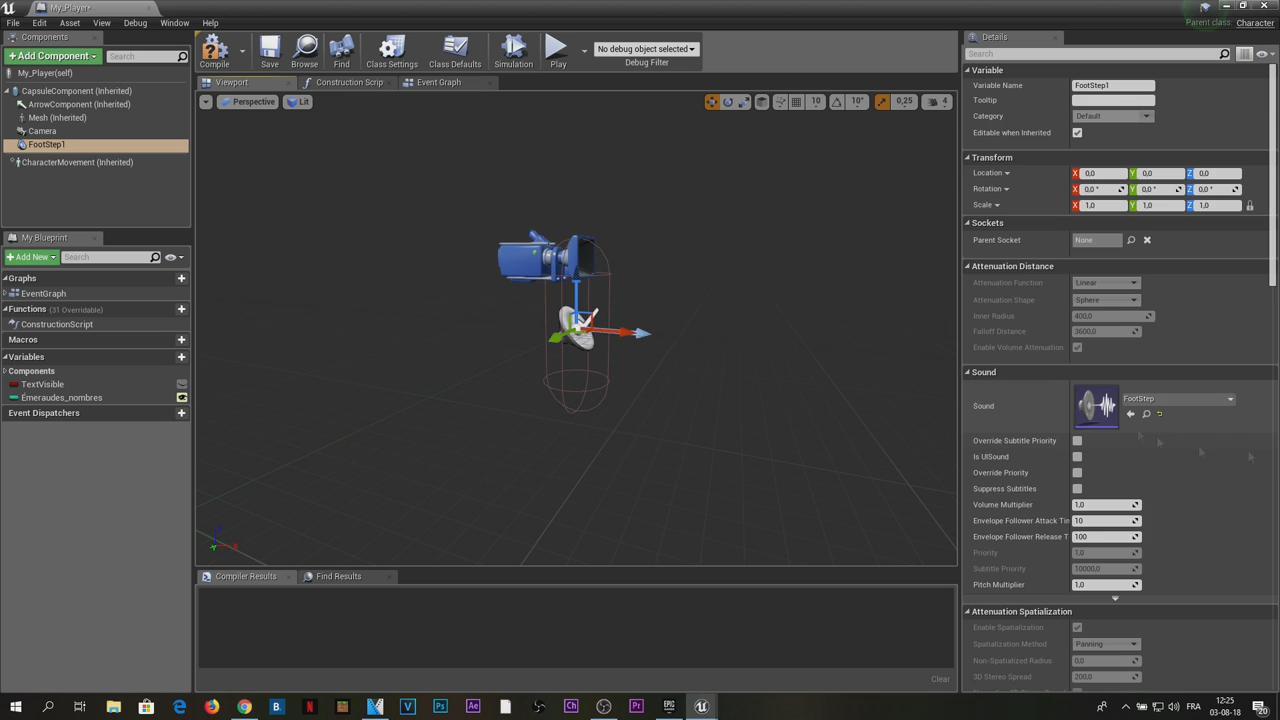 My_Player*
File Edit Asset View Debug Window Help
Parent class: Character
Components
Add Component
Search
My_Player(self)
CapsuleComponent (Inherited)
ArrowComponent (Inherited)
Mesh (Inherited)
Camera
FootStep1
CharacterMovement (Inherited)
My Blueprint
Add New
Search
Graphs
EventGraph
Functions (31 Overridable)
ConstructionScript
Macros
Variables
Components
TextVisible
Émeraudes_nombres
Event Dispatchers
Compile Save Browse Find Class Settings Class Defaults Simulation Play
No debug object selected
Debug Filter
Viewport Construction Scrip Event Graph
Perspective Lit
10 10° 0,25 4
Z
X
Y
Compiler Results Find Results
Clear
Details
Search
Variable
Variable Name FootStep1
Tooltip
Category Default
Editable when Inherited
Transform
Location X 0,0 Y 0,0 Z 0,0
Rotation X 0,0 ° Y 0,0 ° Z 0,0 °
Scale X 1,0 Y 1,0 Z 1,0
Sockets
Parent Socket None
Attenuation Distance
Attenuation Function Linear
Attenuation Shape Sphere
Inner Radius 400,0
Falloff Distance 3600,0
Enable Volume Attenuation
Sound
Sound FootStep
Override Subtitle Priority
Is UISound
Override Priority
Suppress Subtitles
Volume Multiplier 1,0
Envelope Follower Attack Tin 10
Envelope Follower Release T 100
Priority 1,0
Subtitle Priority 10000,0
Pitch Multiplier 1,0
Attenuation Spatialization
Enable Spatialization
Spatialization Method Panning
Non-Spatialized Radius 0,0
3D Stereo Spread 200,0
B. V Ps Ae Ch Pr EPIC
FRA
12:25
03-08-18